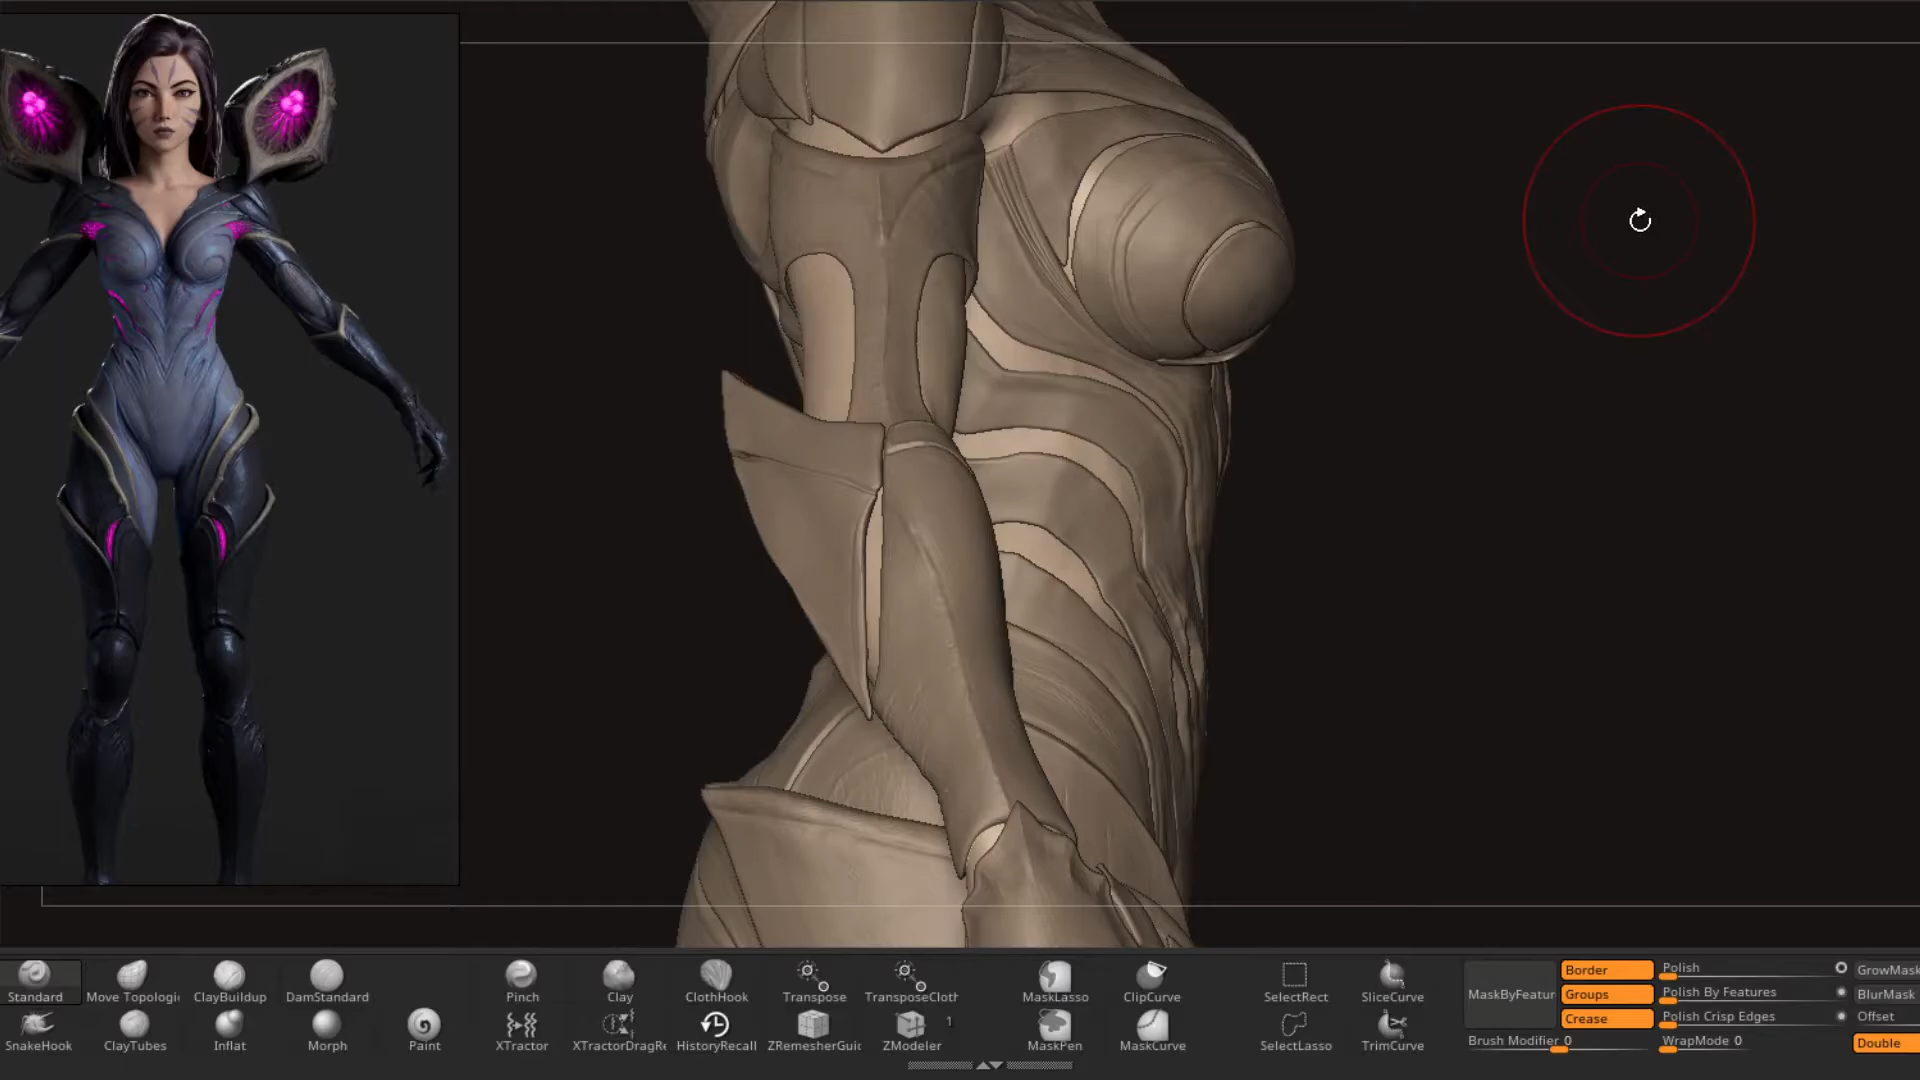 Standard Move Topologi ClayBuildup DamStandard Pinch Clay ClothHook Transpose TransposeCloth MaskLasso ClipCurve SelectRect SliceCurve
SnakeHook ClayTubes Inflat Morph Paint XTractor XTractorDragRe HistoryRecall ZRemesherGuid ZModeler 1 MaskPen MaskCurve SelectLasso TrimCurve
MaskByFeatur
Border
Groups
Crease
Brush Modifier 0
Polish
Polish By Features
Polish Crisp Edges
WrapMode 0
GrowMask
BlurMask
Offset
Double